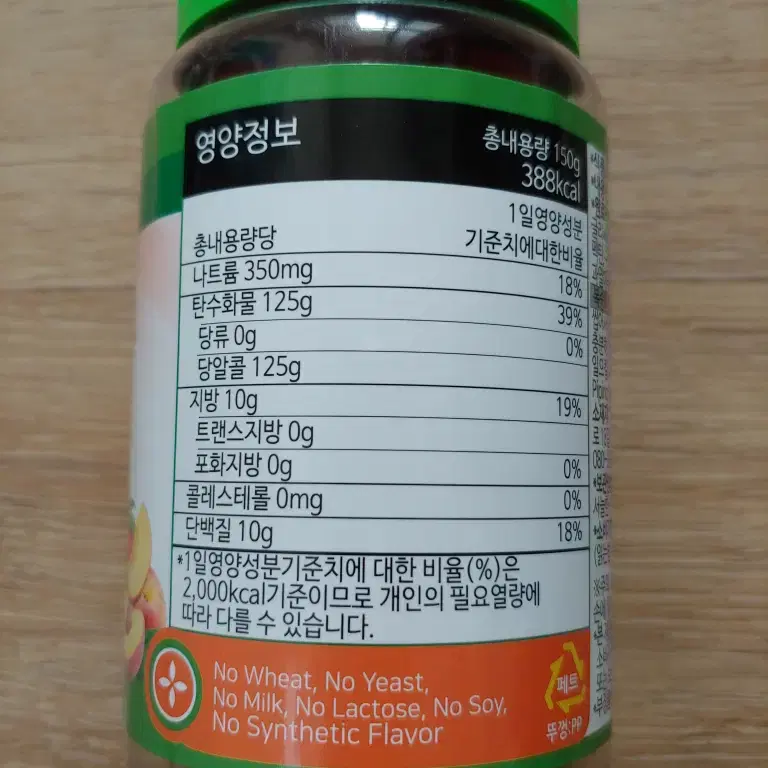 영양정보
총내용량 150g
388kcal
총내용량당
1일영양성분
기준치에대한비율
나트륨 350mg 18%
탄수화물 125g 39%
당류 0g 0%
당알콜 125g
지방 10g 19%
트랜스지방 0g
포화지방 0g 0%
콜레스테롤 0mg 0%
단백질 10g 18%
*1일영양성분기준치에 대한 비율(%)은
2,000kcal기준이므로 개인의 필요열량에
따라 다를 수 있습니다.
No Wheat, No Yeast,
No Milk, No Lactose, No Soy,
No Synthetic Flavor
페트
뚜껑:PP